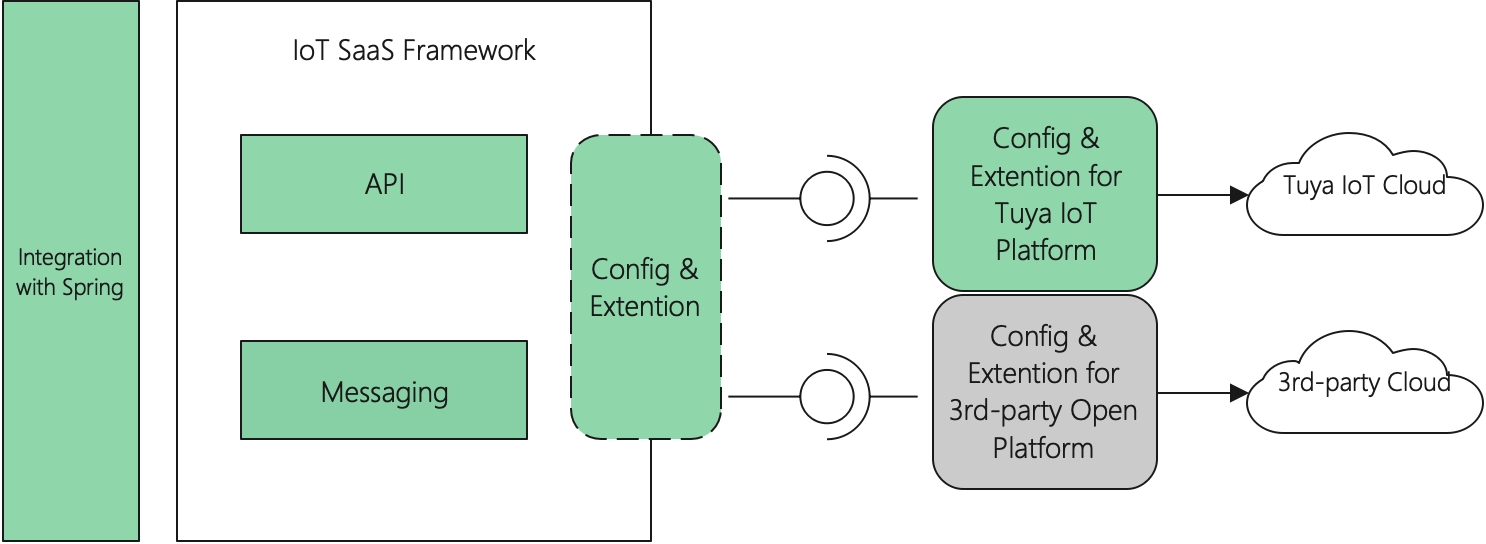 Integration
with Spring
IoT SaaS Framework
API
Messaging
Config &
Extention
Config &
Extention for
Tuya IoT
Platform
Tuya IoT Cloud
Config &
Extention for
3rd-party Open
Platform
3rd-party Cloud